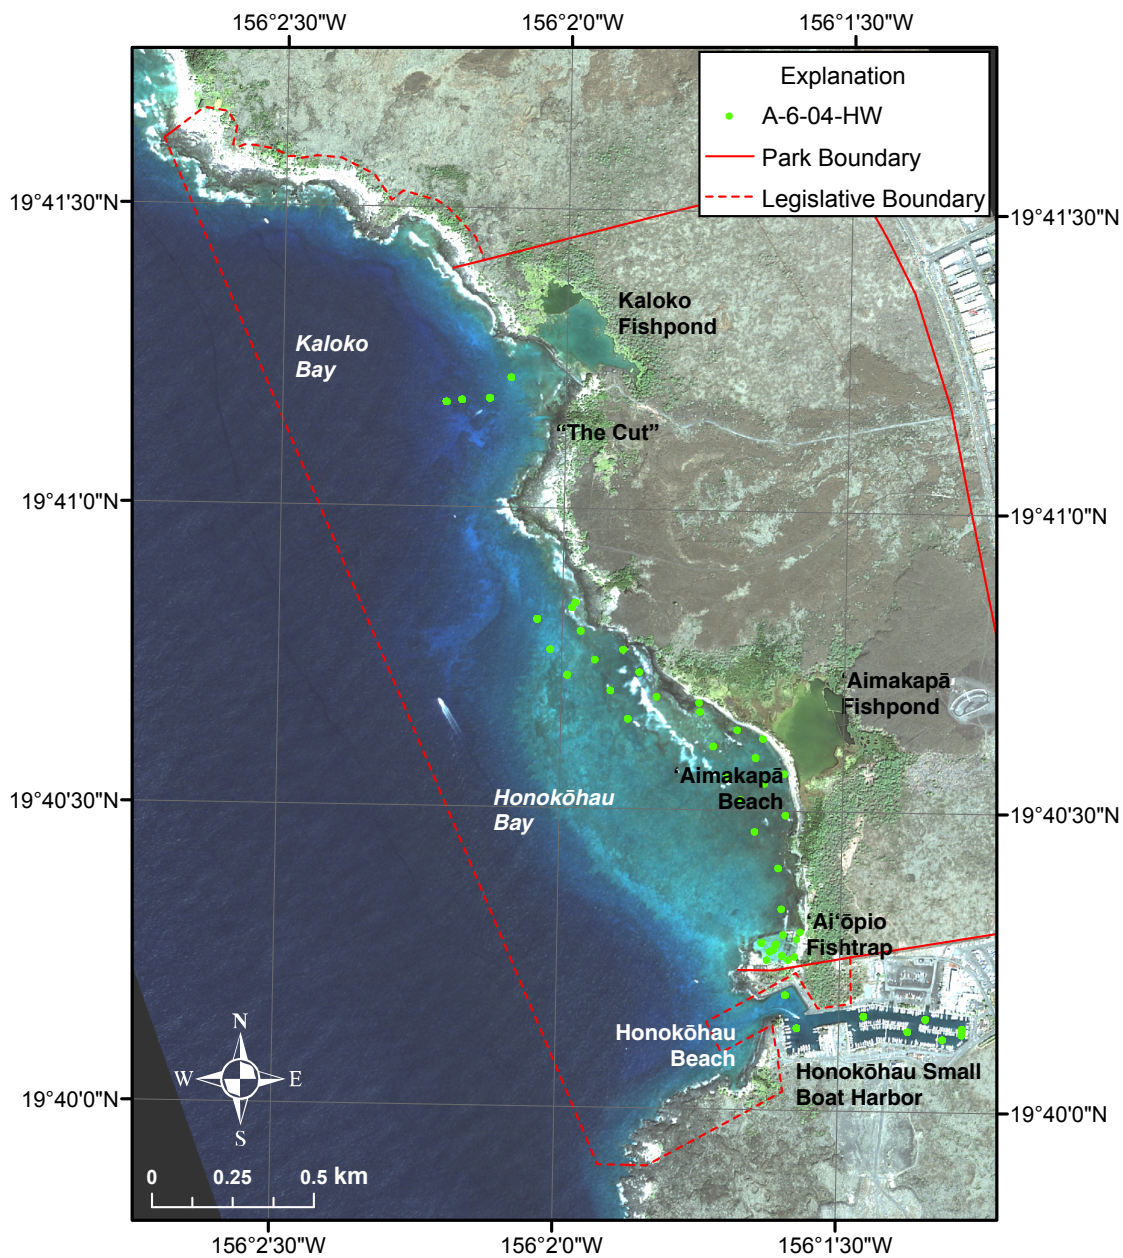 156°2'30"W
156°2'0"W
156°1'30"W
Explanation
A-6-04-HW
Park Boundary
Legislative Boundary
19°41'30"N
19°41'30"N
Kaloko
Fishpond
Kaloko
Bay
“The Cut”
19°41'0"N
19°41'0"N
ʻAimakapā
Fishpond
ʻAimakapā
Beach
Honokōhau
Bay
19°40'30"N
19°40'30"N
ʻAiʻōpio
Fishtrap
Honokōhau
Beach
Honokōhau Small
Boat Harbor
N
W
E
S
19°40'0"N
19°40'0"N
0 0.25 0.5 km
156°2'30"W
156°2'0"W
156°1'30"W